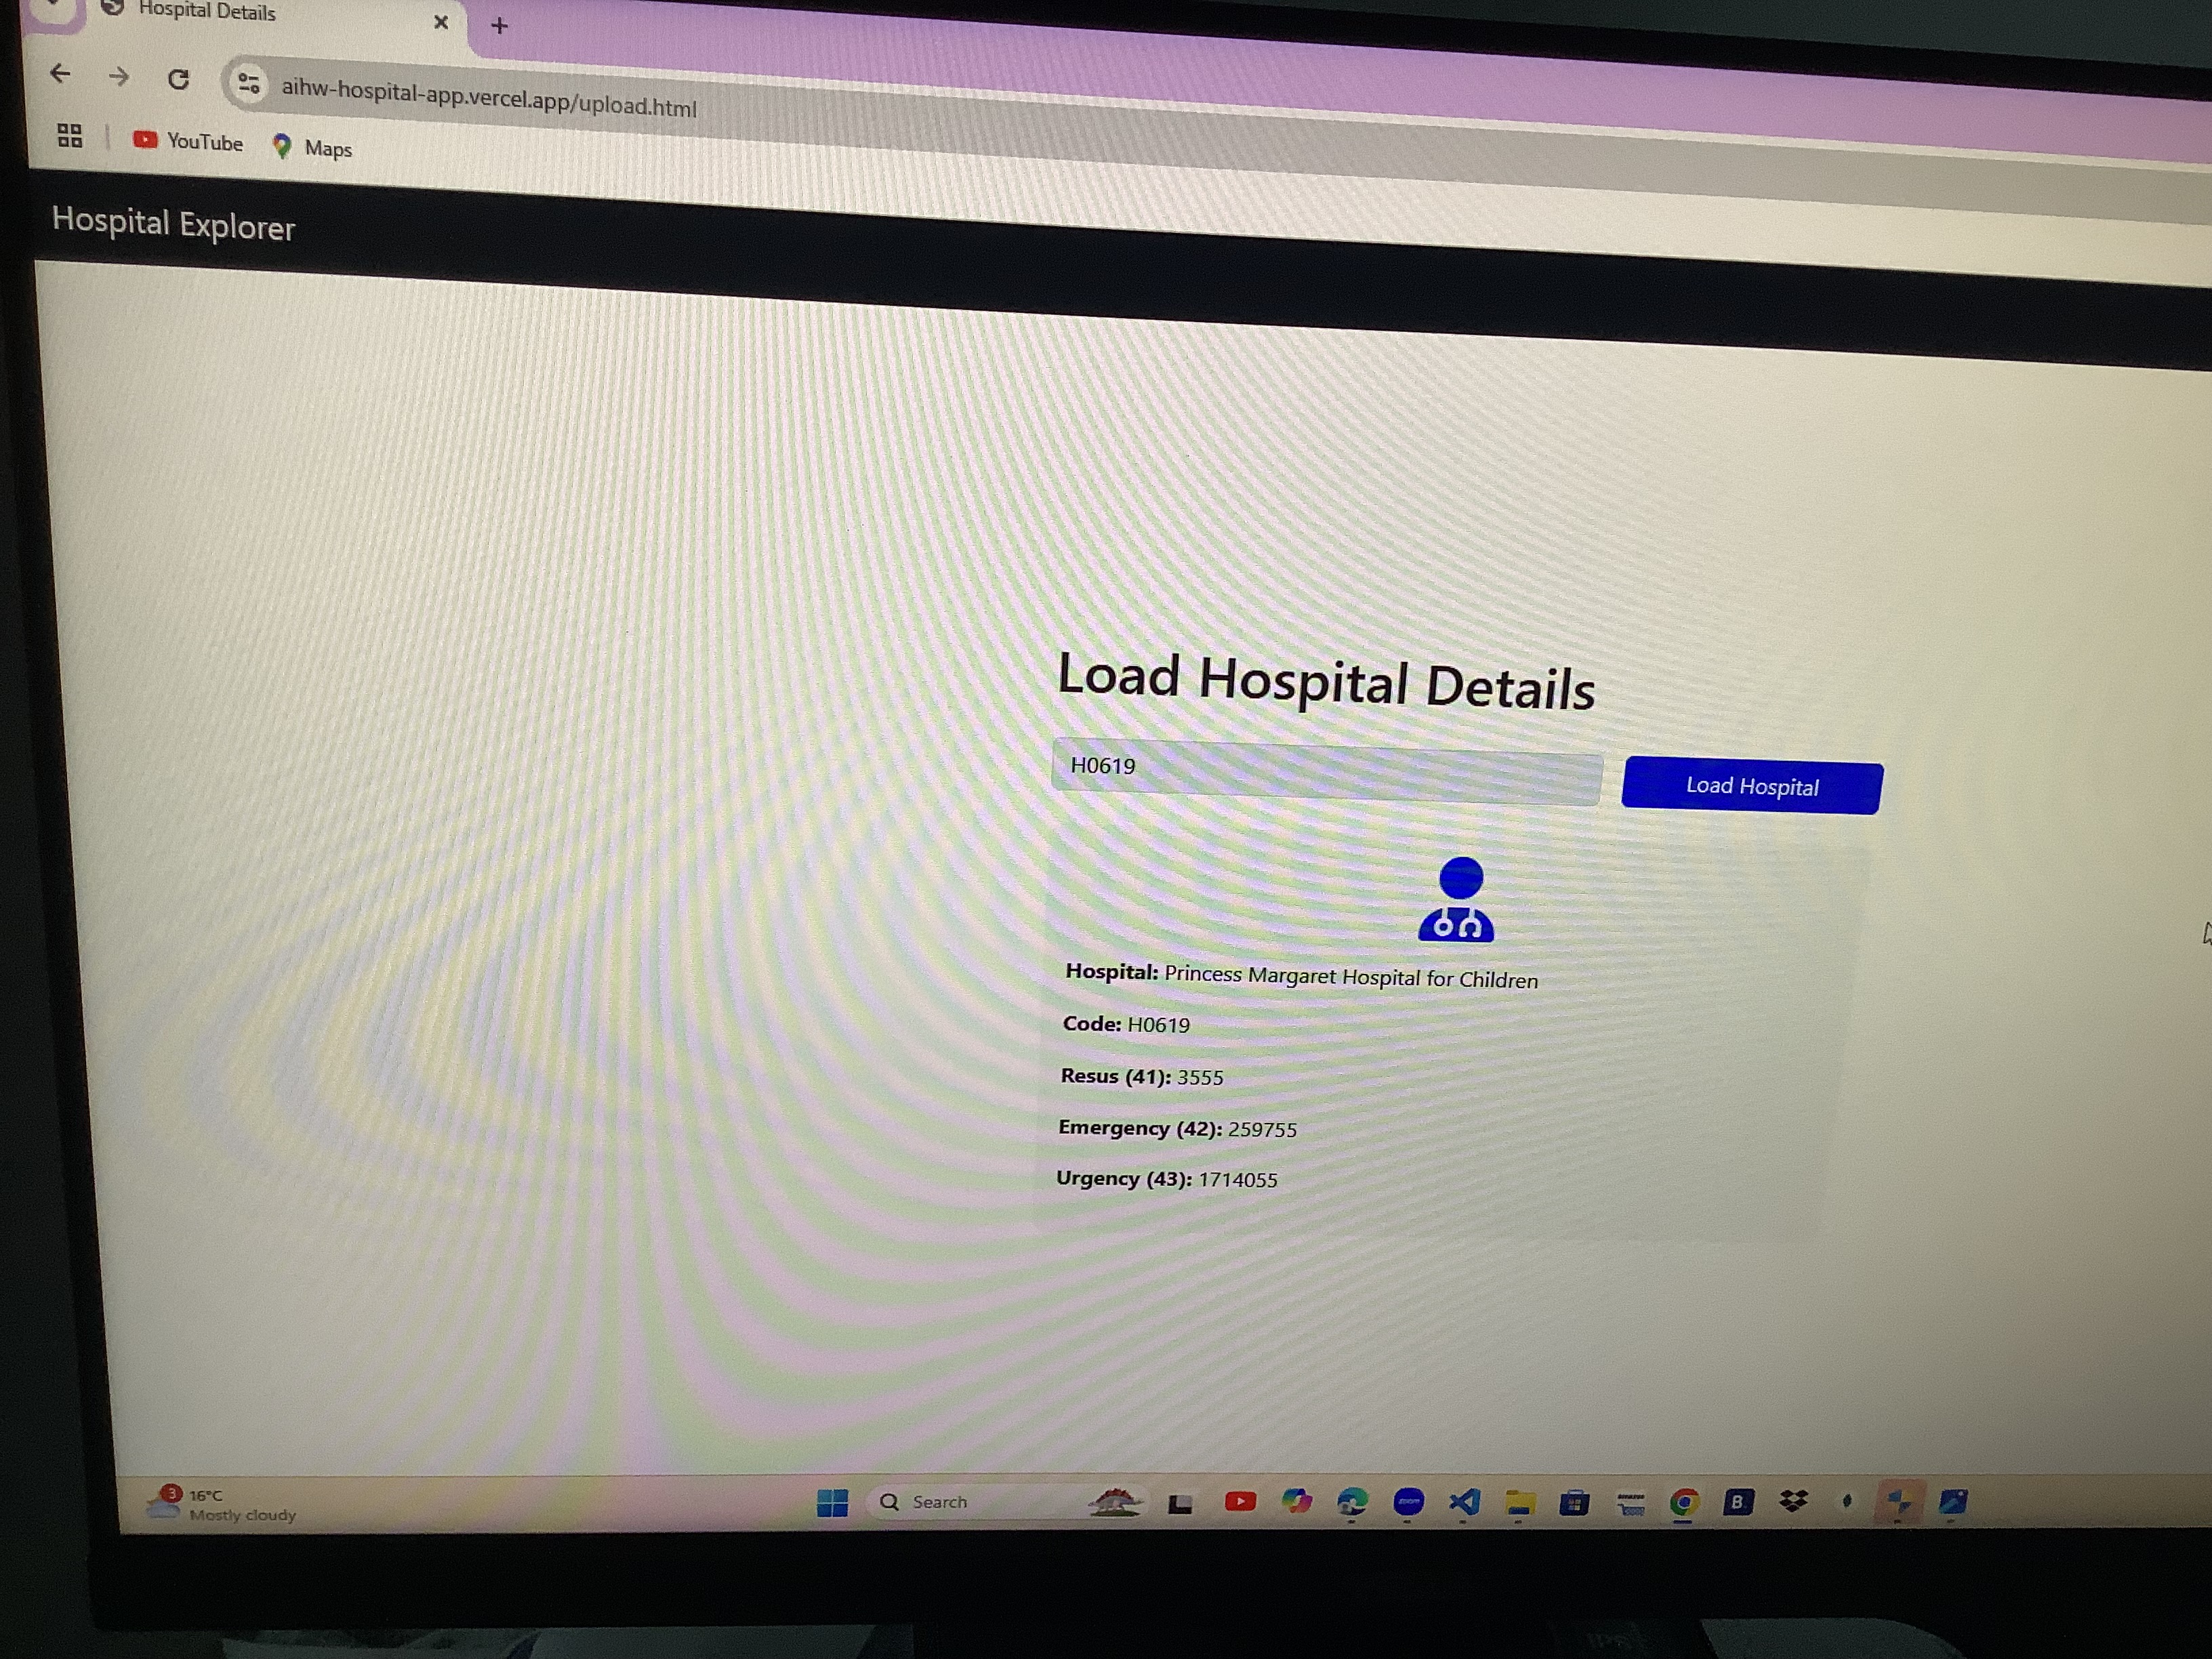 Hospital Details
aihw-hospital-app.vercel.app/upload.html
YouTube
Maps
Hospital Explorer
Load Hospital Details
H0619
Load Hospital
Hospital: Princess Margaret Hospital for Children
Code: H0619
Resus (41): 3555
Emergency (42): 259755
Urgency (43): 1714055
3
16°C
Mostly cloudy
Search
zoom
B.